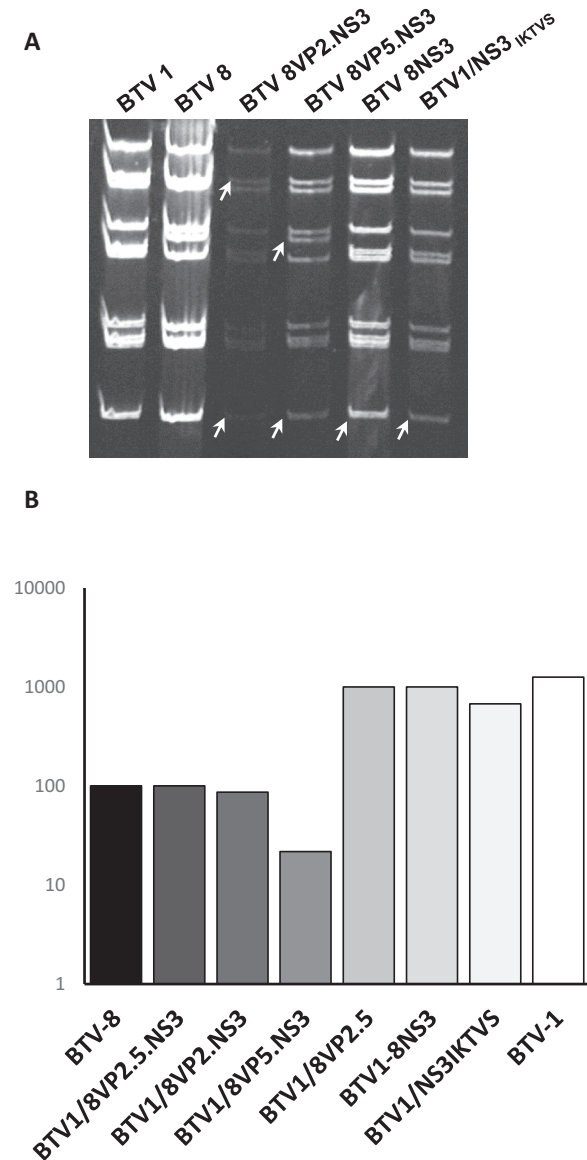 A
BTV 1
BTV 8
BTV 8VP2.NS3
BTV 8VP5.NS3
BTV 8NS3
BTV1/NS3 IKTVS
B
10000
1000
100
10
1
BTV-8
BTV1/8VP2.5.NS3
BTV1/8VP2.NS3
BTV1/8VP5.NS3
BTV1/8VP2.5
BTV1-8NS3
BTV1/NS3IKTVS
BTV-1